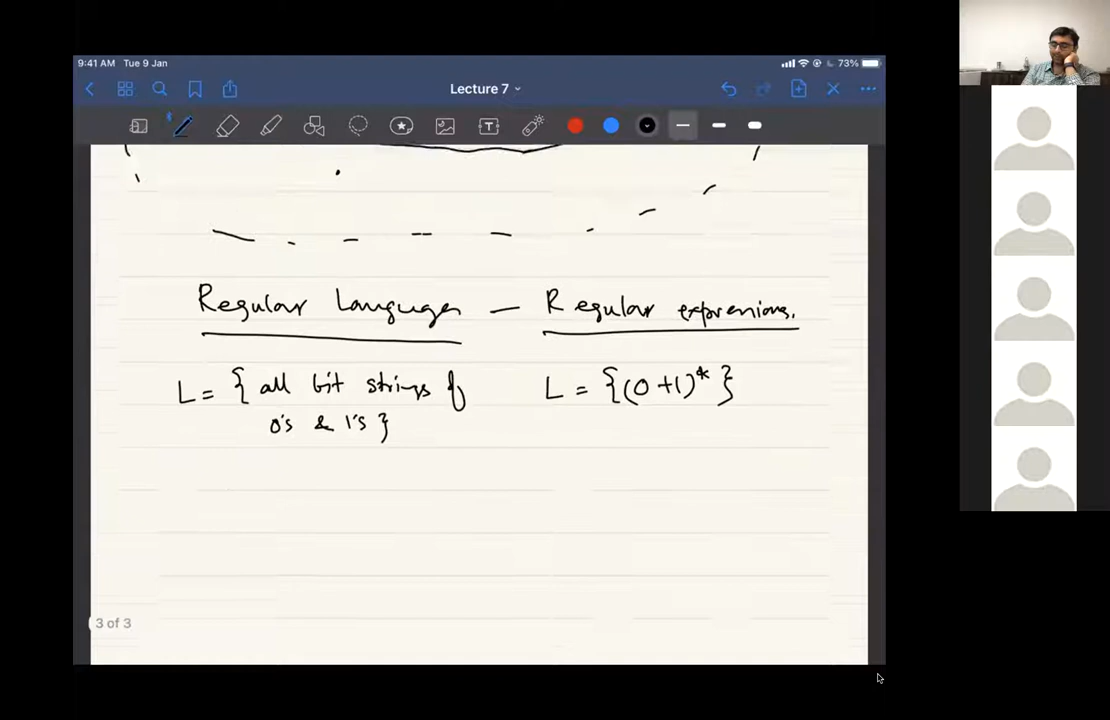 9:41 AM Tue 9 Jan 73%
Lecture 7
Regular Languages — Regular expressions.
L = { all bit strings of L = {(0+1)* }
0's & 1's }
3 of 3